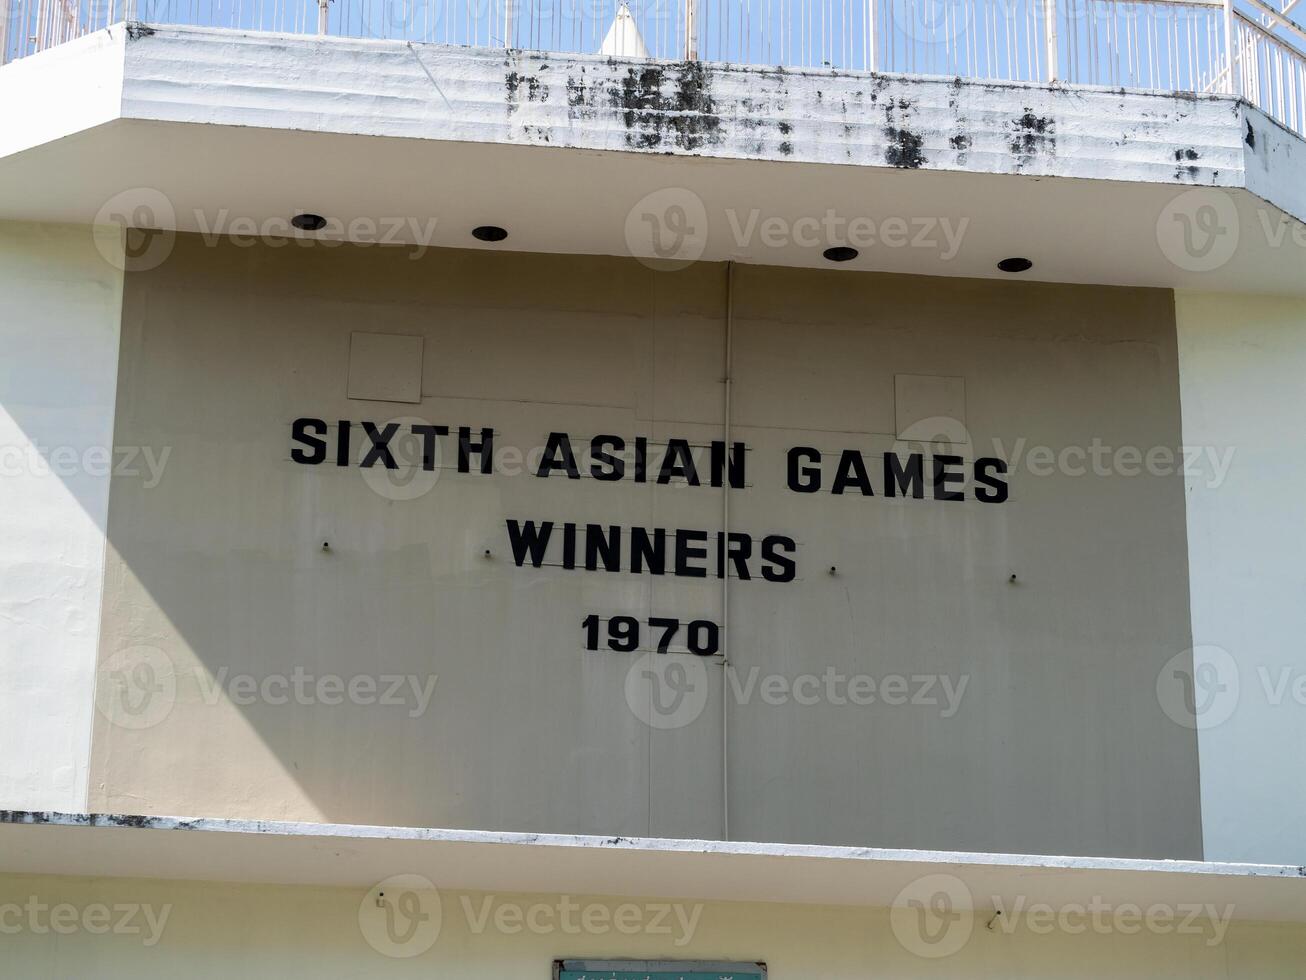 SIXTH ASIAN GAMES
WINNERS
1970